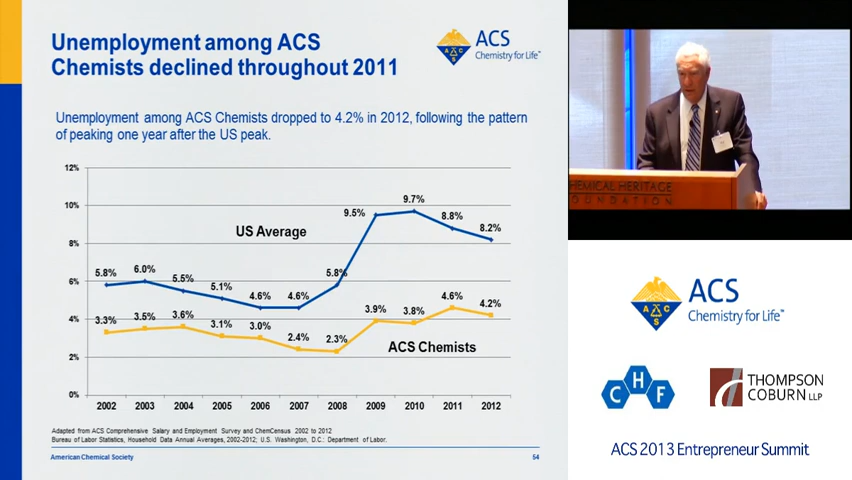 Unemployment among ACS
Chemists declined throughout 2011
ACS
Chemistry for Life™
A C S
Unemployment among ACS Chemists dropped to 4.2% in 2012, following the pattern
of peaking one year after the US peak.
12%
10%
8%
6%
4%
2%
0%
US Average
5.8%
6.0%
5.5%
5.1%
4.6%
4.6%
5.8%
9.5%
9.7%
8.8%
8.2%
ACS Chemists
3.3%
3.5%
3.6%
3.1%
3.0%
2.4%
2.3%
3.9%
3.8%
4.6%
4.2%
2002 2003 2004 2005 2006 2007 2008 2009 2010 2011 2012
Adapted from ACS Comprehensive Salary and Employment Survey and ChemCensus 2002 to 2012
Bureau of Labor Statistics, Household Data Annual Averages, 2002-2012; U.S. Washington, D.C.: Department of Labor.
American Chemical Society
54
HEMICAL HERITAGE
OUNDATION
ACS
Chemistry for Life™
A C S
CHF
THOMPSON
COBURN LLP
ACS 2013 Entrepreneur Summit